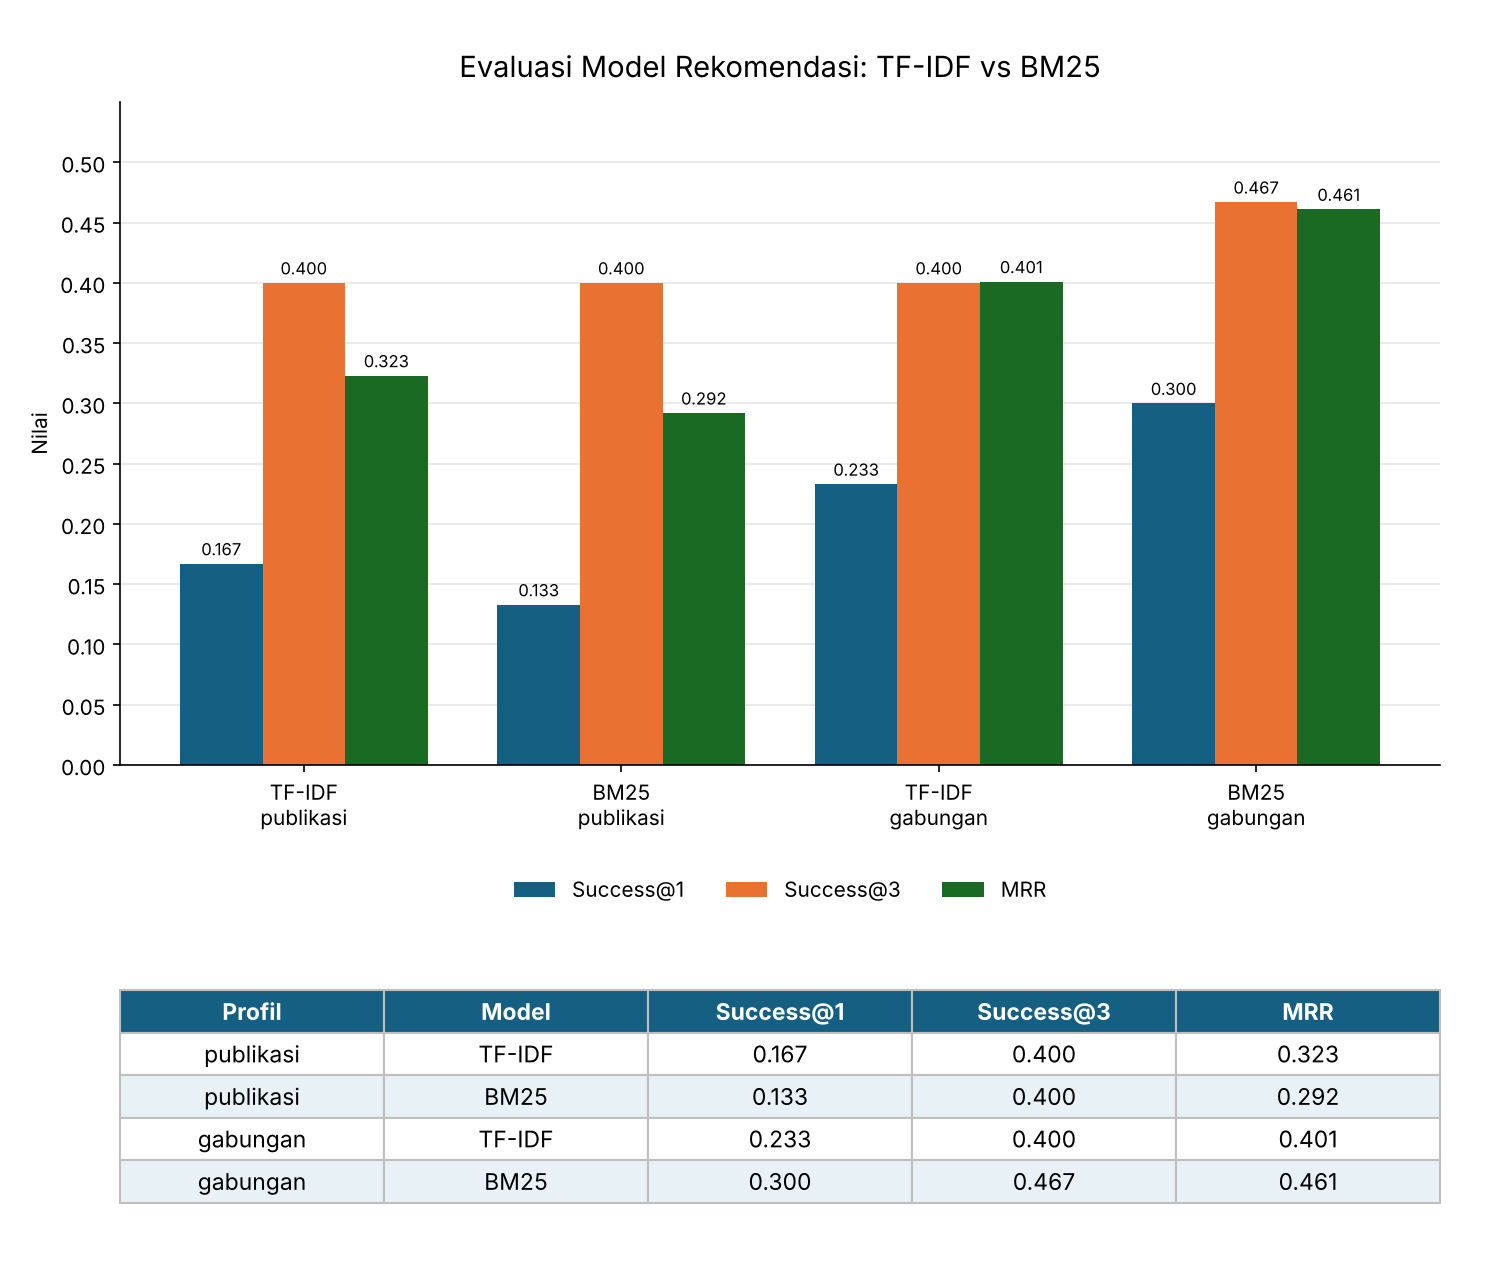 Evaluasi Model Rekomendasi: TF-IDF vs BM25
Nilai
0.50
0.45
0.40
0.35
0.30
0.25
0.20
0.15
0.10
0.05
0.00
0.167
0.400
0.323
0.133
0.400
0.292
0.233
0.400
0.401
0.300
0.467
0.461
TF-IDF
publikasi
BM25
publikasi
TF-IDF
gabungan
BM25
gabungan
Success@1 Success@3 MRR
Profil Model Success@1 Success@3 MRR
publikasi TF-IDF 0.167 0.400 0.323
publikasi BM25 0.133 0.400 0.292
gabungan TF-IDF 0.233 0.400 0.401
gabungan BM25 0.300 0.467 0.461